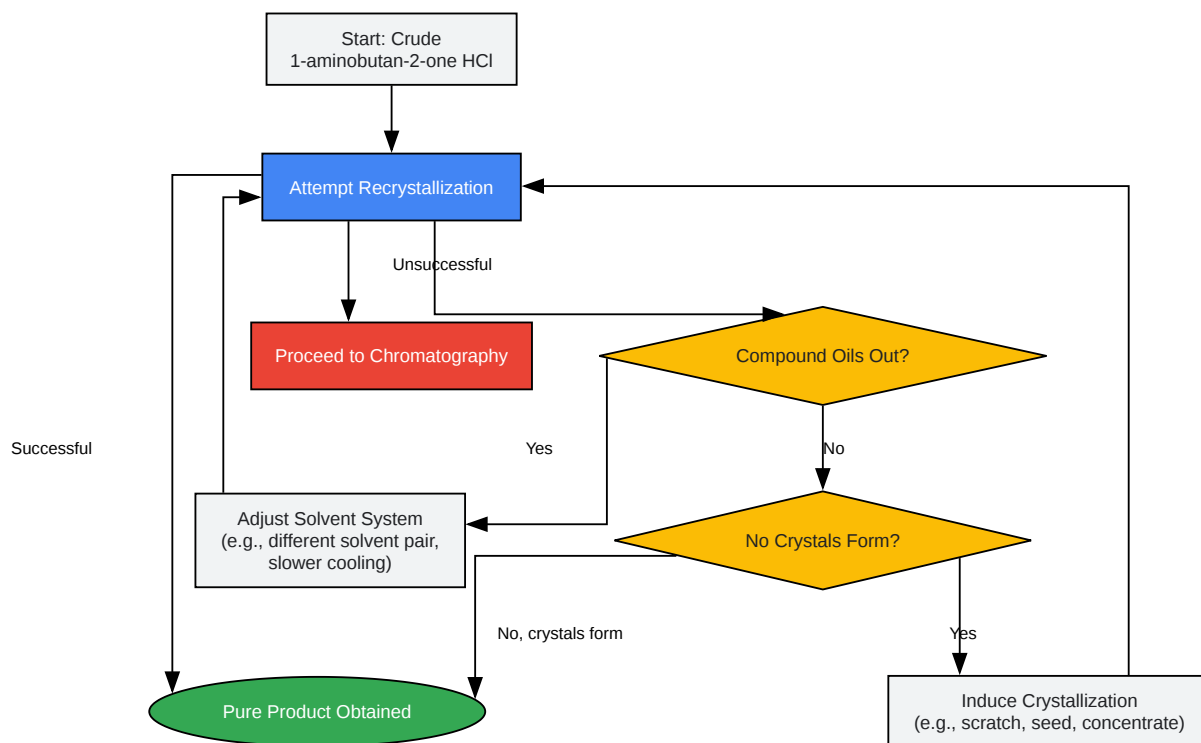 Start: Crude
1-aminobutan-2-one HCl
Attempt Recrystallization
Unsuccessful
Proceed to Chromatography
Compound Oils Out?
Successful
Yes
No
Adjust Solvent System
(e.g., different solvent pair,
slower cooling)
No Crystals Form?
No, crystals form
Yes
Pure Product Obtained
Induce Crystallization
(e.g., scratch, seed, concentrate)